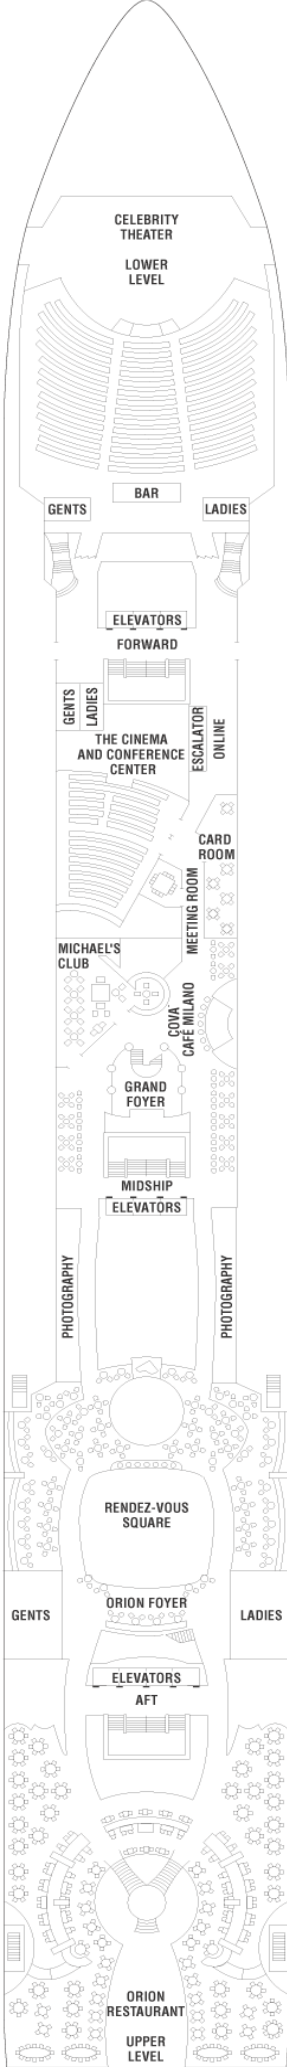 CELEBRITY
THEATER
LOWER
LEVEL
BAR
GENTS
LADIES
ELEVATORS
FORWARD
GENTS
LADIES
ESCALATOR
ONLINE
THE CINEMA
AND CONFERENCE
CENTER
CARD
ROOM
MEETING ROOM
MICHAEL'S
CLUB
COVA
CAFÉ MILANO
GRAND
FOYER
MIDSHIP
ELEVATORS
PHOTOGRAPHY
PHOTOGRAPHY
RENDEZ-VOUS
SQUARE
ORION FOYER
GENTS
LADIES
ELEVATORS
AFT
ORION
RESTAURANT
UPPER
LEVEL